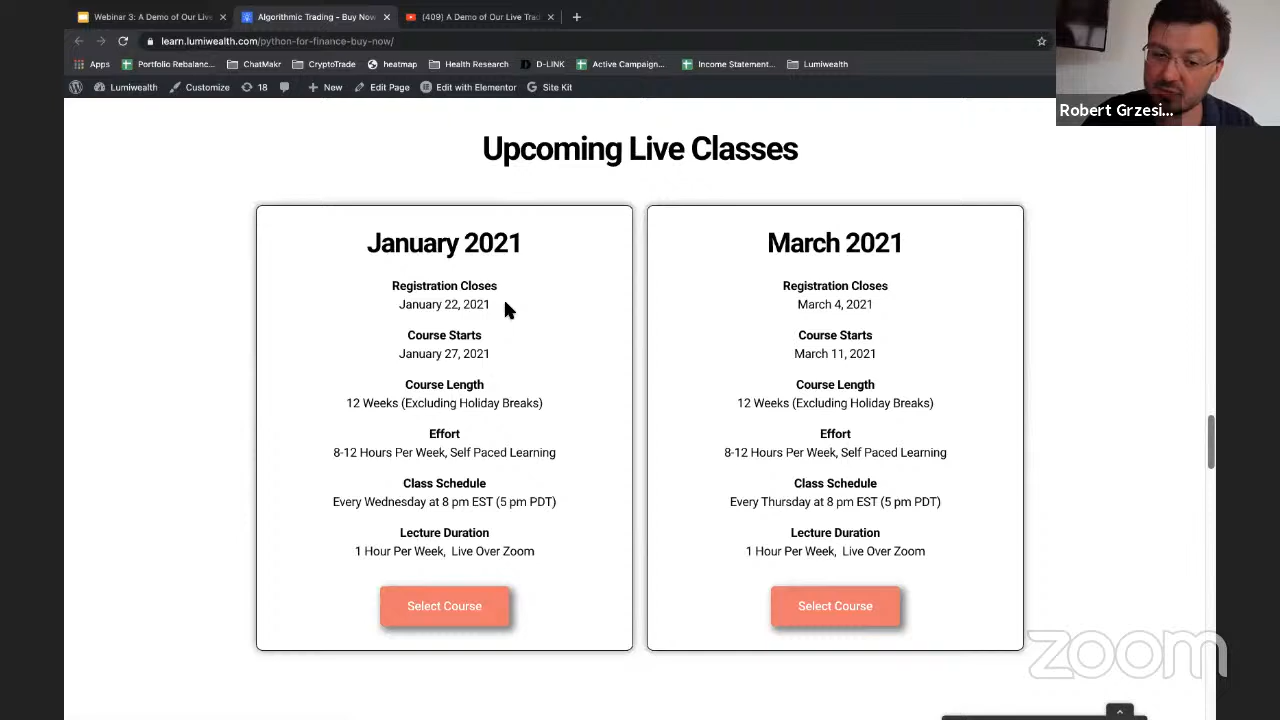 Webinar 3: A Demo of Our Liv
Algorithmic Trading - Buy Now
(409) A Demo of Our Live Trad
learn.lumiwealth.com/python-for-finance-buy-now/
Apps
Portfolio Rebalanc...
ChatMakr
CryptoTrade
heatmap
Health Research
D-LINK
Active Campaign...
Income Statement...
Lumiwealth
Lumiwealth
Customize
18
New
Edit Page
Edit with Elementor
Site Kit
Robert Grzesi...
Upcoming Live Classes
January 2021
Registration Closes
January 22, 2021
Course Starts
January 27, 2021
Course Length
12 Weeks (Excluding Holiday Breaks)
Effort
8-12 Hours Per Week, Self Paced Learning
Class Schedule
Every Wednesday at 8 pm EST (5 pm PDT)
Lecture Duration
1 Hour Per Week, Live Over Zoom
Select Course
March 2021
Registration Closes
March 4, 2021
Course Starts
March 11, 2021
Course Length
12 Weeks (Excluding Holiday Breaks)
Effort
8-12 Hours Per Week, Self Paced Learning
Class Schedule
Every Thursday at 8 pm EST (5 pm PDT)
Lecture Duration
1 Hour Per Week, Live Over Zoom
Select Course
zoom